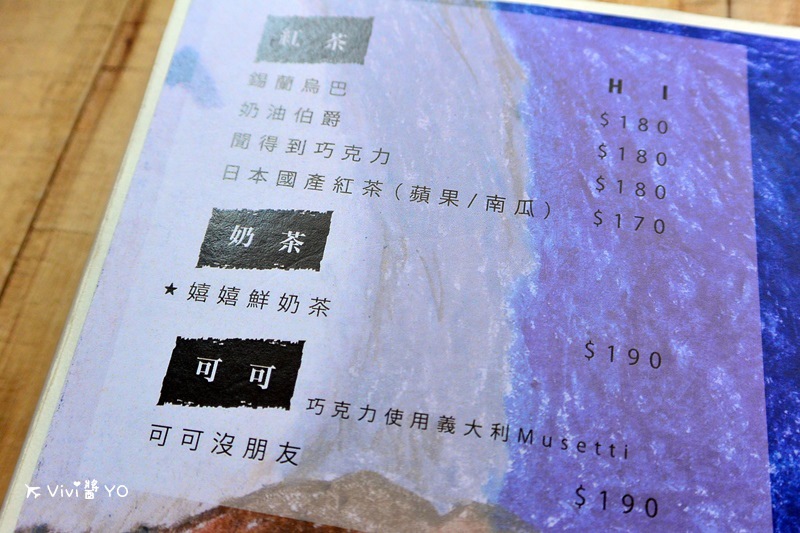 紅茶
H I
錫蘭烏巴 $180
奶油伯爵 $180
聞得到巧克力 $180
日本國產紅茶(蘋果/南瓜) $170
奶茶
★嬉嬉鮮奶茶 $190
可可 巧克力使用義大利Musetti
可可沒朋友 $190
Vivi醬YO